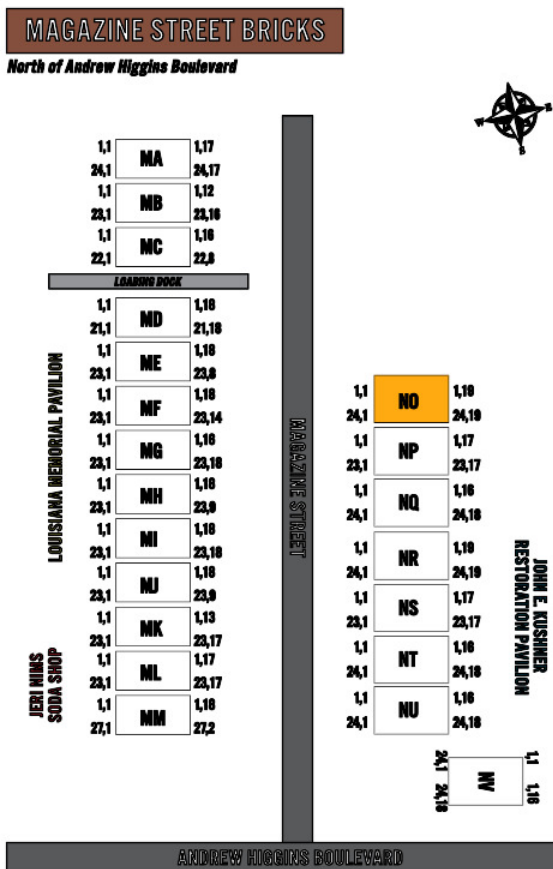 MAGAZINE STREET BRICKS
North of Andrew Higgins Boulevard
N
W E
S
1,1 MA 1,17
24,1 24,17
1,1 MB 1,12
23,1 23,16
1,1 MC 1,16
22,1 22,8
LOADING DOCK
1,1 MD 1,18
21,1 21,18
1,1 ME 1,18
23,1 23,8
1,1 MF 1,18
23,1 23,14
1,1 MG 1,16
23,1 23,18
1,1 MH 1,18
23,1 23,9
1,1 MI 1,18
23,1 23,18
1,1 MJ 1,18
23,1 23,9
1,1 MK 1,13
23,1 23,17
1,1 ML 1,17
23,1 23,17
1,1 MM 1,18
27,1 27,2
LOUISIANA MEMORIAL PAVILION
JERI NIMS
SODA SHOP
MAGAZINE STREET
1,1 NO 1,19
24,1 24,19
1,1 NP 1,17
23,1 23,17
1,1 NQ 1,16
24,1 24,18
1,1 NR 1,19
24,1 24,19
1,1 NS 1,17
23,1 23,17
1,1 NT 1,16
24,1 24,18
1,1 NU 1,16
24,1 24,18
JOHN E. KUSHNER
RESTORATION PAVILION
1,1 NV 1,16
24,1 24,18
ANDREW HIGGINS BOULEVARD